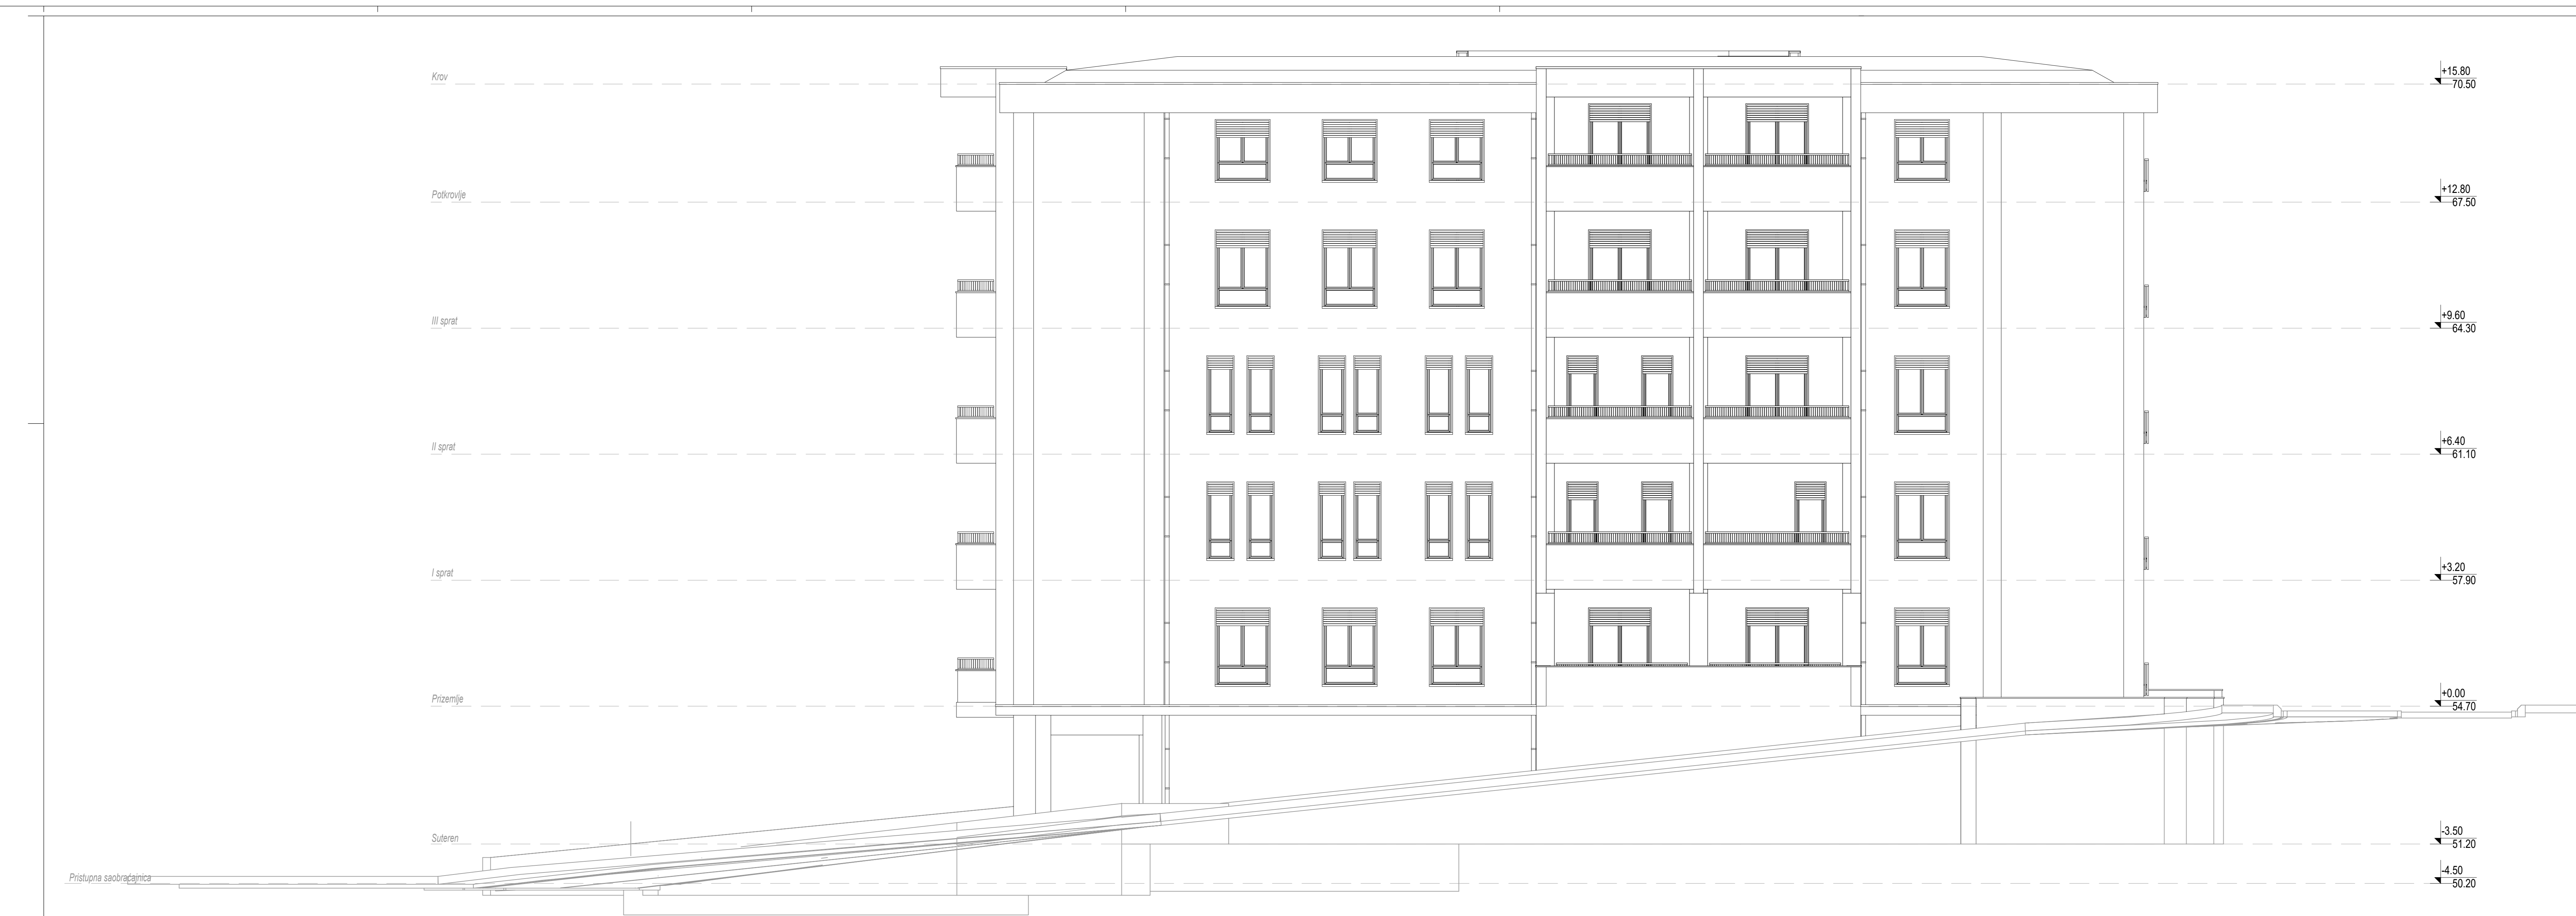 Krov
+15.80
70.50
Potkrovlje
+12.80
67.50
III sprat
+9.60
64.30
II sprat
+6.40
61.10
I sprat
+3.20
57.90
Prizemlje
+0.00
54.70
Suteren
-3.50
51.20
Pristupna saobraćajnica
-4.50
50.20